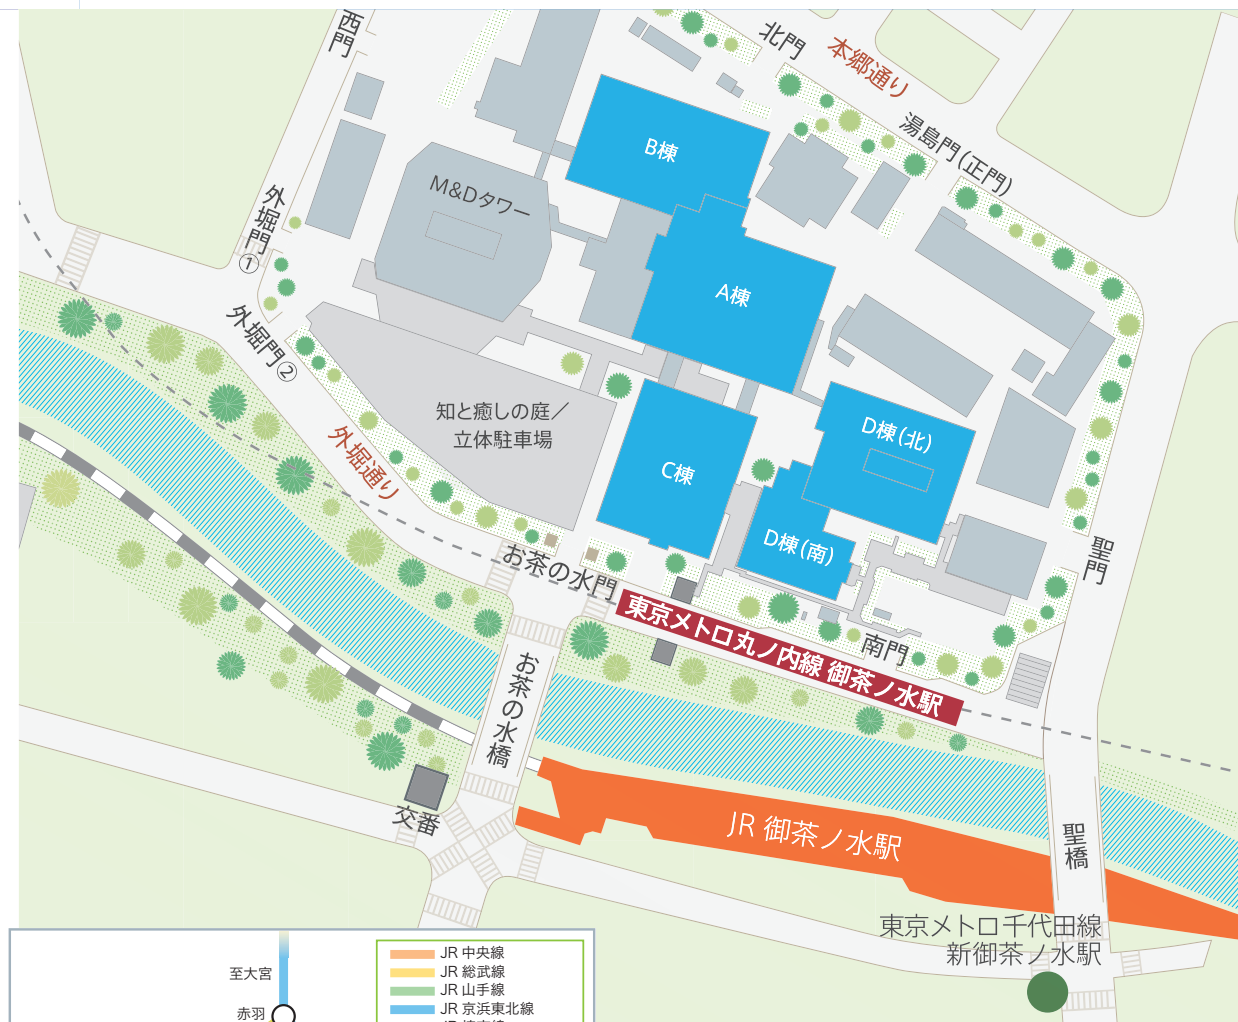 西門
北門
本郷通り
湯島門(正門)
B棟
M&Dタワー
外堀門
①
A棟
外堀門②
知と癒しの庭／
立体駐車場
外堀通り
D棟(北)
C棟
D棟(南)
聖門
お茶の水門
東京メトロ丸ノ内線 御茶ノ水駅
南門
お茶の水橋
交番
JR 御茶ノ水駅
聖橋
東京メトロ千代田線
新御茶ノ水駅
至大宮
赤羽
JR 中央線
JR 総武線
JR 山手線
JR 京浜東北線